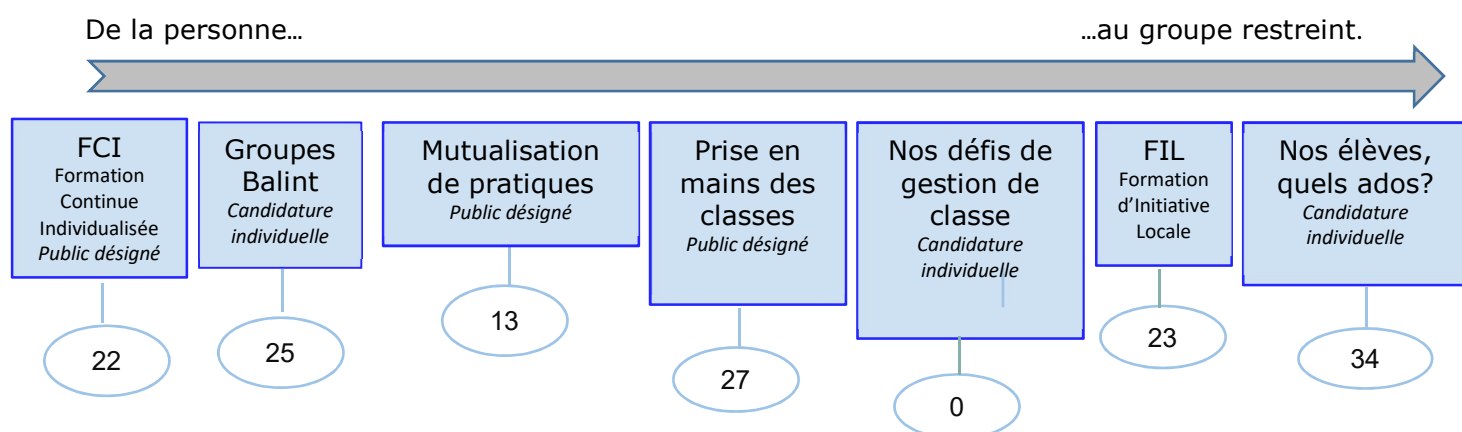 De la personne…
…au groupe restreint.
FCI
Formation
Continue
Individualisée
Public désigné
Groupes
Balint
Candidature
individuelle
Mutualisation
de pratiques
Public désigné
Prise en
mains des
classes
Public désigné
Nos défis de
gestion de
classe
Candidature
individuelle
FIL
Formation
d’Initiative
Locale
Nos élèves,
quels ados?
Candidature
individuelle
22
25
13
27
0
23
34